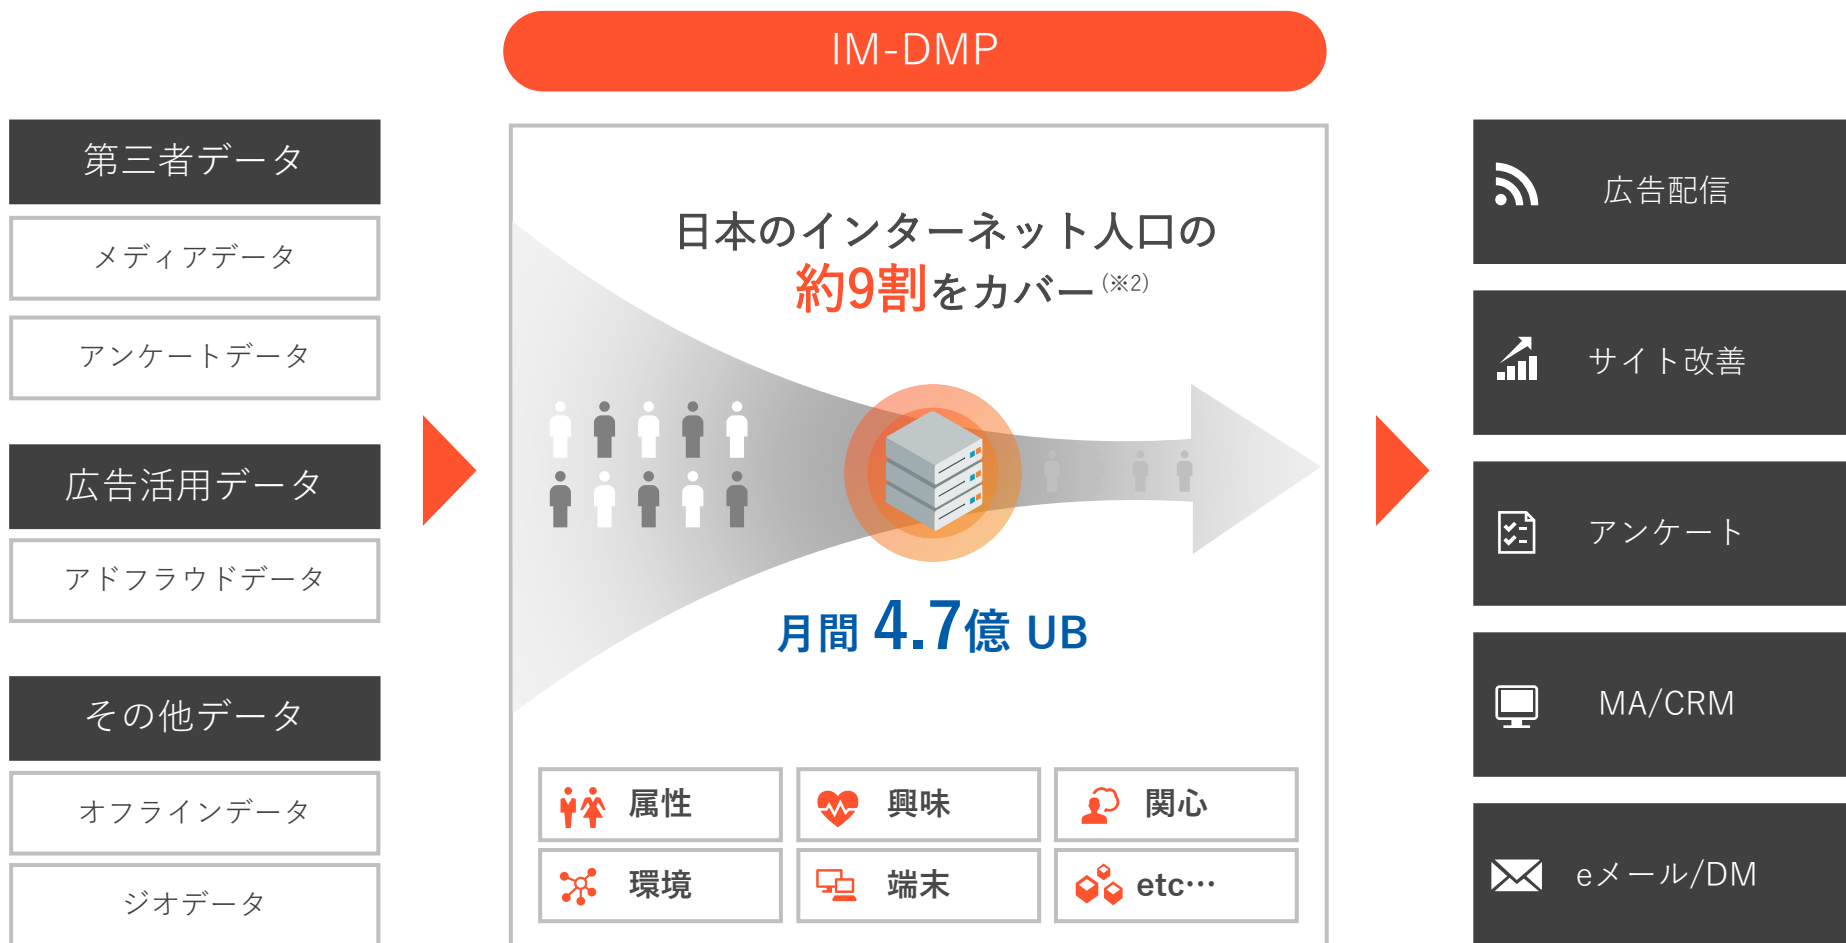 IM-DMP
第三者データ
メディアデータ
アンケートデータ
広告活用データ
アドフラウドデータ
その他データ
オフラインデータ
ジオデータ
日本のインターネット人口の
約9割をカバー(※2)
月間 4.7億 UB
属性
興味
関心
環境
端末
etc…
広告配信
サイト改善
アンケート
MA/CRM
eメール/DM